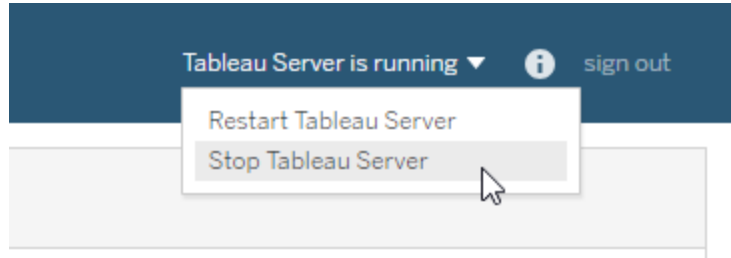 Tableau Server is running sign out
Restart Tableau Server
Stop Tableau Server